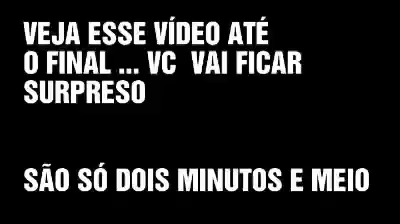 VEJA ESSE VÍDEO ATÉ
O FINAL ... VC VAI FICAR
SURPRESO
SÃO SÓ DOIS MINUTOS E MEIO